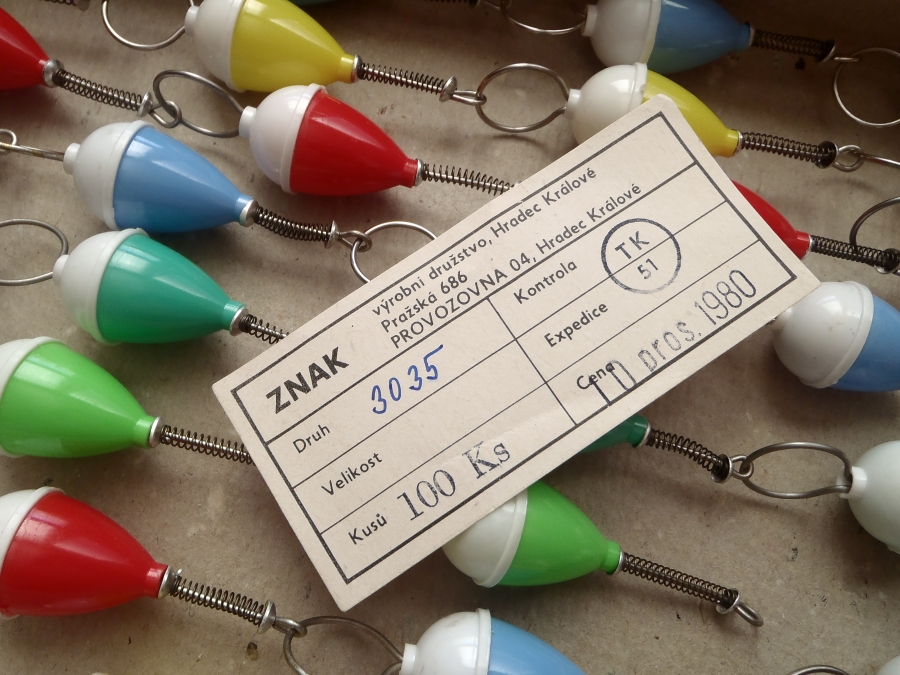 ZNAK
výrobní družstvo, Hradec Králové
Pražská 686
PROVOZOVNA 04, Hradec Králové
Druh 3035
Velikost
Kusů 100 Ks
Kontrola TK 51
Expedice
Cena 10 pros. 1980